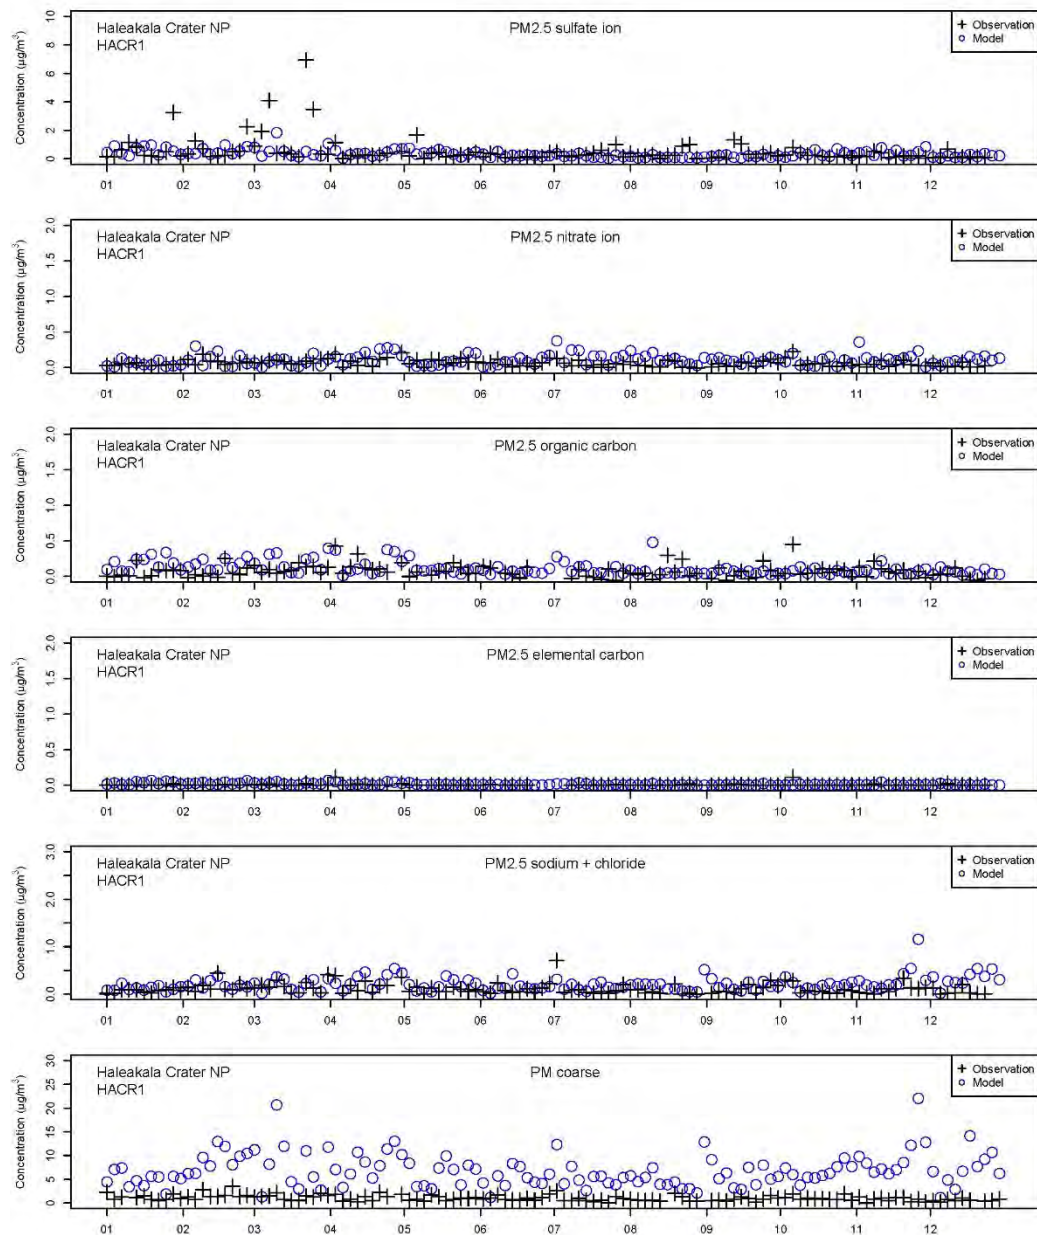 Haleakala Crater NP
HACR1
PM2.5 sulfate ion
Observation
Model
Concentration (µg/m³)
10
8
6
4
2
0
01 02 03 04 05 06 07 08 09 10 11 12
Haleakala Crater NP
HACR1
PM2.5 nitrate ion
Observation
Model
Concentration (µg/m³)
2.0
1.5
1.0
0.5
0.0
01 02 03 04 05 06 07 08 09 10 11 12
Haleakala Crater NP
HACR1
PM2.5 organic carbon
Observation
Model
Concentration (µg/m³)
2.0
1.5
1.0
0.5
0.0
01 02 03 04 05 06 07 08 09 10 11 12
Haleakala Crater NP
HACR1
PM2.5 elemental carbon
Observation
Model
Concentration (µg/m³)
2.0
1.5
1.0
0.5
0.0
01 02 03 04 05 06 07 08 09 10 11 12
Haleakala Crater NP
HACR1
PM2.5 sodium + chloride
Observation
Model
Concentration (µg/m³)
3.0
2.0
1.0
0.0
01 02 03 04 05 06 07 08 09 10 11 12
Haleakala Crater NP
HACR1
PM coarse
Observation
Model
Concentration (µg/m³)
30
25
20
15
10
5
0
01 02 03 04 05 06 07 08 09 10 11 12